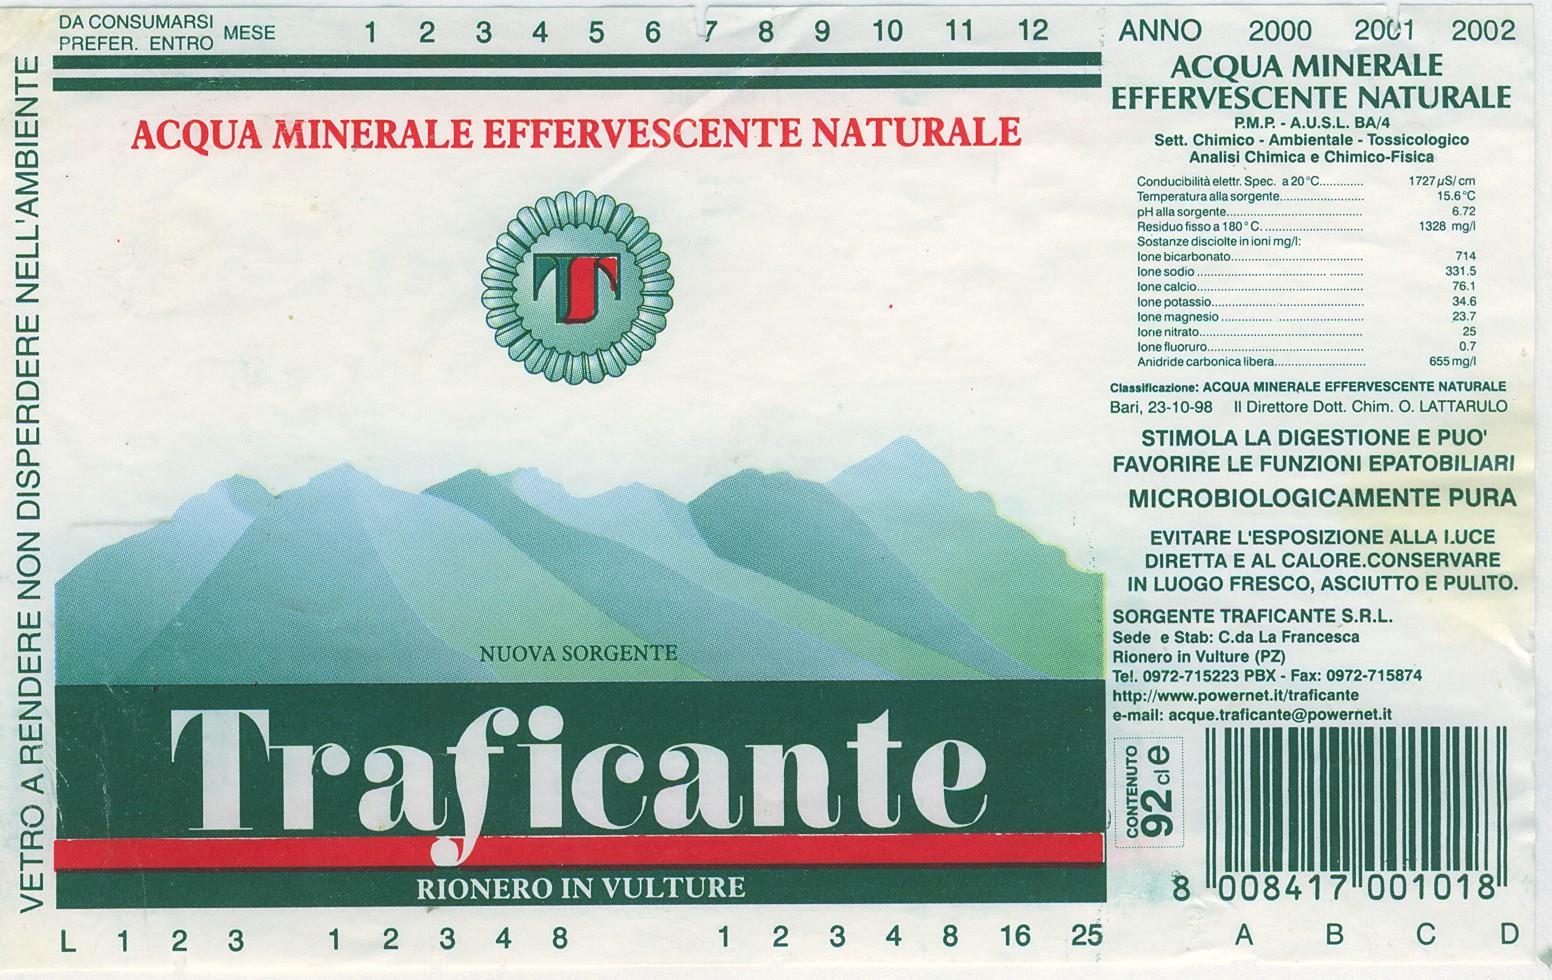 DA CONSUMARSI
PREFER. ENTRO
MESE 1 2 3 4 5 6 7 8 9 10 11 12
ANNO 2000 2001 2002
VETRO A RENDERE NON DISPERDERE NELL'AMBIENTE
ACQUA MINERALE EFFERVESCENTE NATURALE
T
NUOVA SORGENTE
Traficante
RIONERO IN VULTURE
L 1 2 3 1 2 3 4 8 1 2 3 4 8 16 25
ACQUA MINERALE
EFFERVESCENTE NATURALE
P.M.P. - A.U.S.L. BA/4
Sett. Chimico - Ambientale - Tossicologico
Analisi Chimica e Chimico-Fisica
Conducibilità elettr. Spec. a 20°C............ 1727 µS/cm
Temperatura alla sorgente....................... 15.6°C
pH alla sorgente..................................... 6.72
Residuo fisso a 180°C. .......................... 1328 mg/l
Sostanze disciolte in ioni mg/l:
Ione bicarbonato.................................... 714
Ione sodio ............................................. 331.5
Ione calcio............................................. 76.1
Ione potassio......................................... 34.6
Ione magnesio ...................................... 23.7
Ione nitrato............................................ 25
Ione fluoruro.......................................... 0.7
Anidride carbonica libera........................ 655 mg/l
Classificazione: ACQUA MINERALE EFFERVESCENTE NATURALE
Bari, 23-10-98 Il Direttore Dott. Chim. O. LATTARULO
STIMOLA LA DIGESTIONE E PUO'
FAVORIRE LE FUNZIONI EPATOBILIARI
MICROBIOLOGICAMENTE PURA
EVITARE L'ESPOSIZIONE ALLA LUCE
DIRETTA E AL CALORE.CONSERVARE
IN LUOGO FRESCO, ASCIUTTO E PULITO.
SORGENTE TRAFICANTE S.R.L.
Sede e Stab: C.da La Francesca
Rionero in Vulture (PZ)
Tel. 0972-715223 PBX - Fax: 0972-715874
http://www.powernet.it/traficante
e-mail: acque.traficante@powernet.it
CONTENUTO
92 cl e
8 008417 001018
A B C D